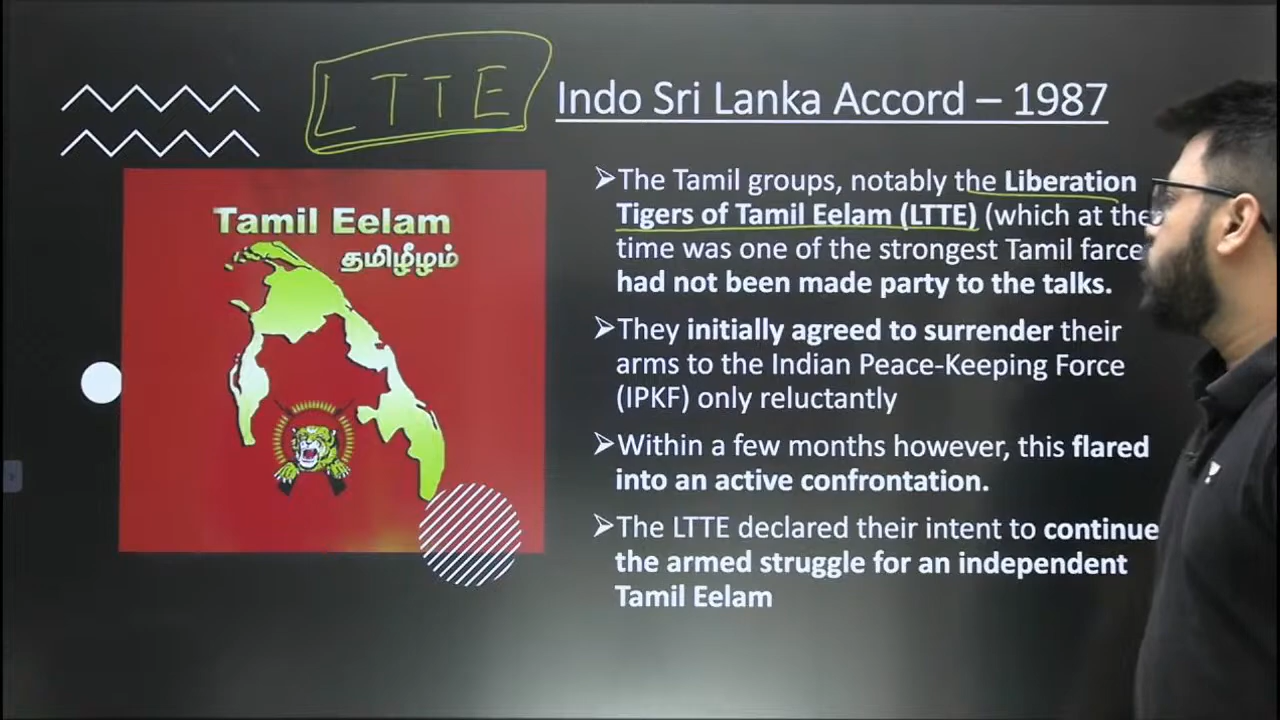 LTTE
Indo Sri Lanka Accord – 1987
Tamil Eelam
தமிழீழம்
➢The Tamil groups, notably the Liberation
Tigers of Tamil Eelam (LTTE) (which at the
time was one of the strongest Tamil farce
had not been made party to the talks.
➢They initially agreed to surrender their
arms to the Indian Peace-Keeping Force
(IPKF) only reluctantly
➢Within a few months however, this flared
into an active confrontation.
➢The LTTE declared their intent to continue
the armed struggle for an independent
Tamil Eelam